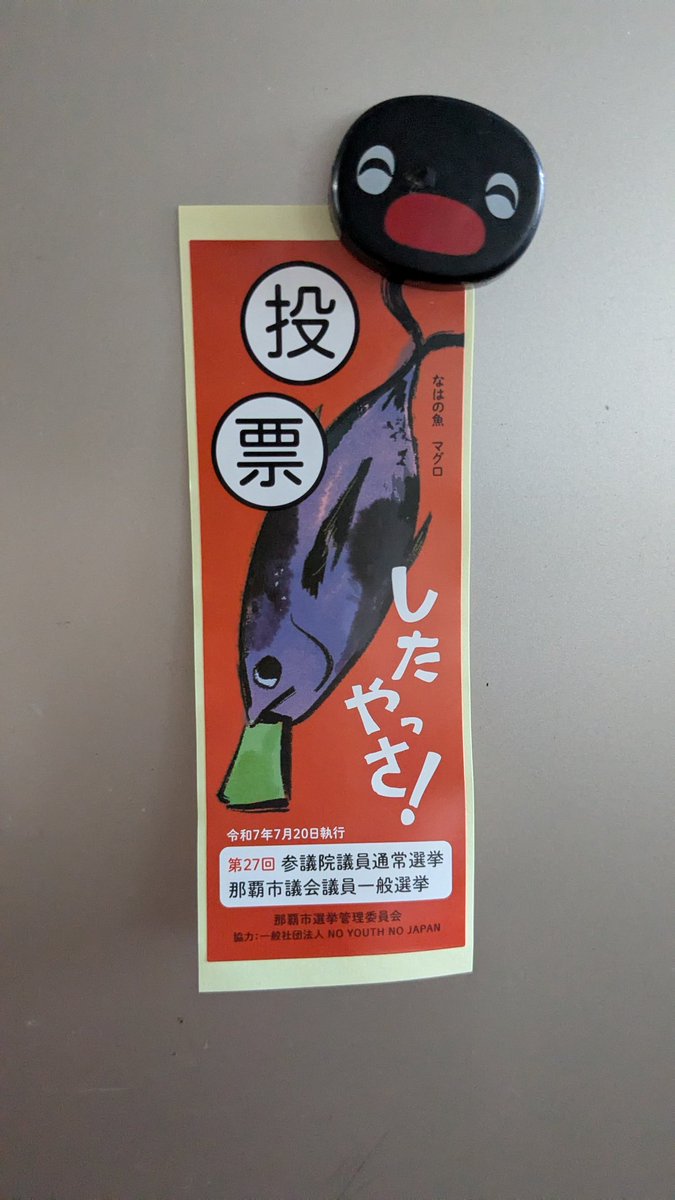 投票
なはの魚 マグロ
した
やっさ!
令和7年7月20日執行
第27回 参議院議員通常選挙
那覇市議会議員一般選挙
那覇市選挙管理委員会
協力:一般社団法人 NO YOUTH NO JAPAN